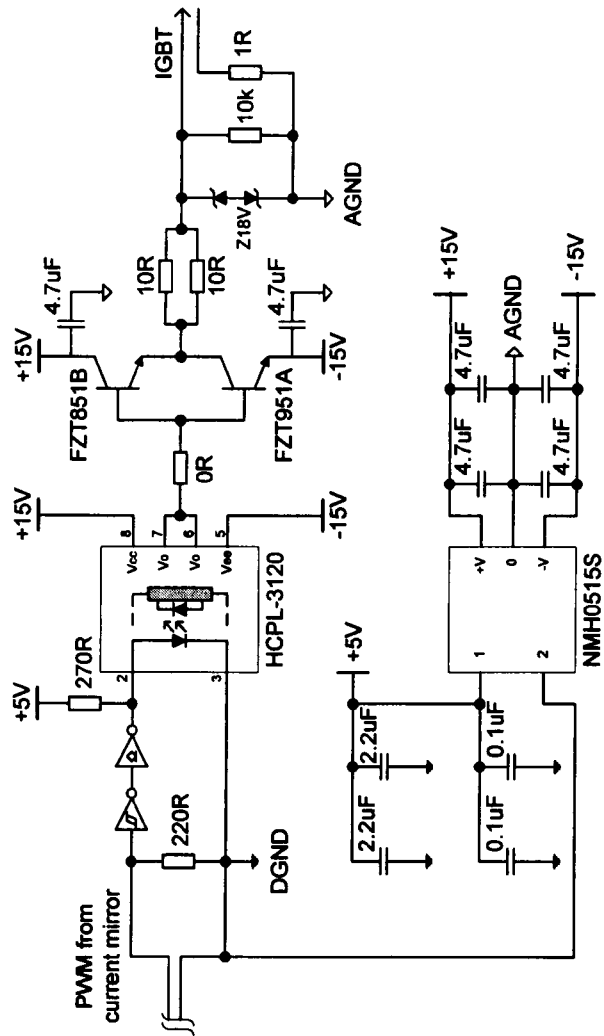 PWM from
current mirror
220R
DGND
+5V
270R
2
3
HCPL-3120
Vcc
8
Vo
7
Vo
6
Vee
5
+15V
-15V
0R
+15V
4.7uF
FZT851B
FZT951A
4.7uF
-15V
10R
10R
Z18V
AGND
10k
1R
IGBT
+5V
2.2uF
2.2uF
0.1uF
0.1uF
1
2
+V
0
-V
NMH0515S
4.7uF
4.7uF
4.7uF
4.7uF
+15V
AGND
-15V